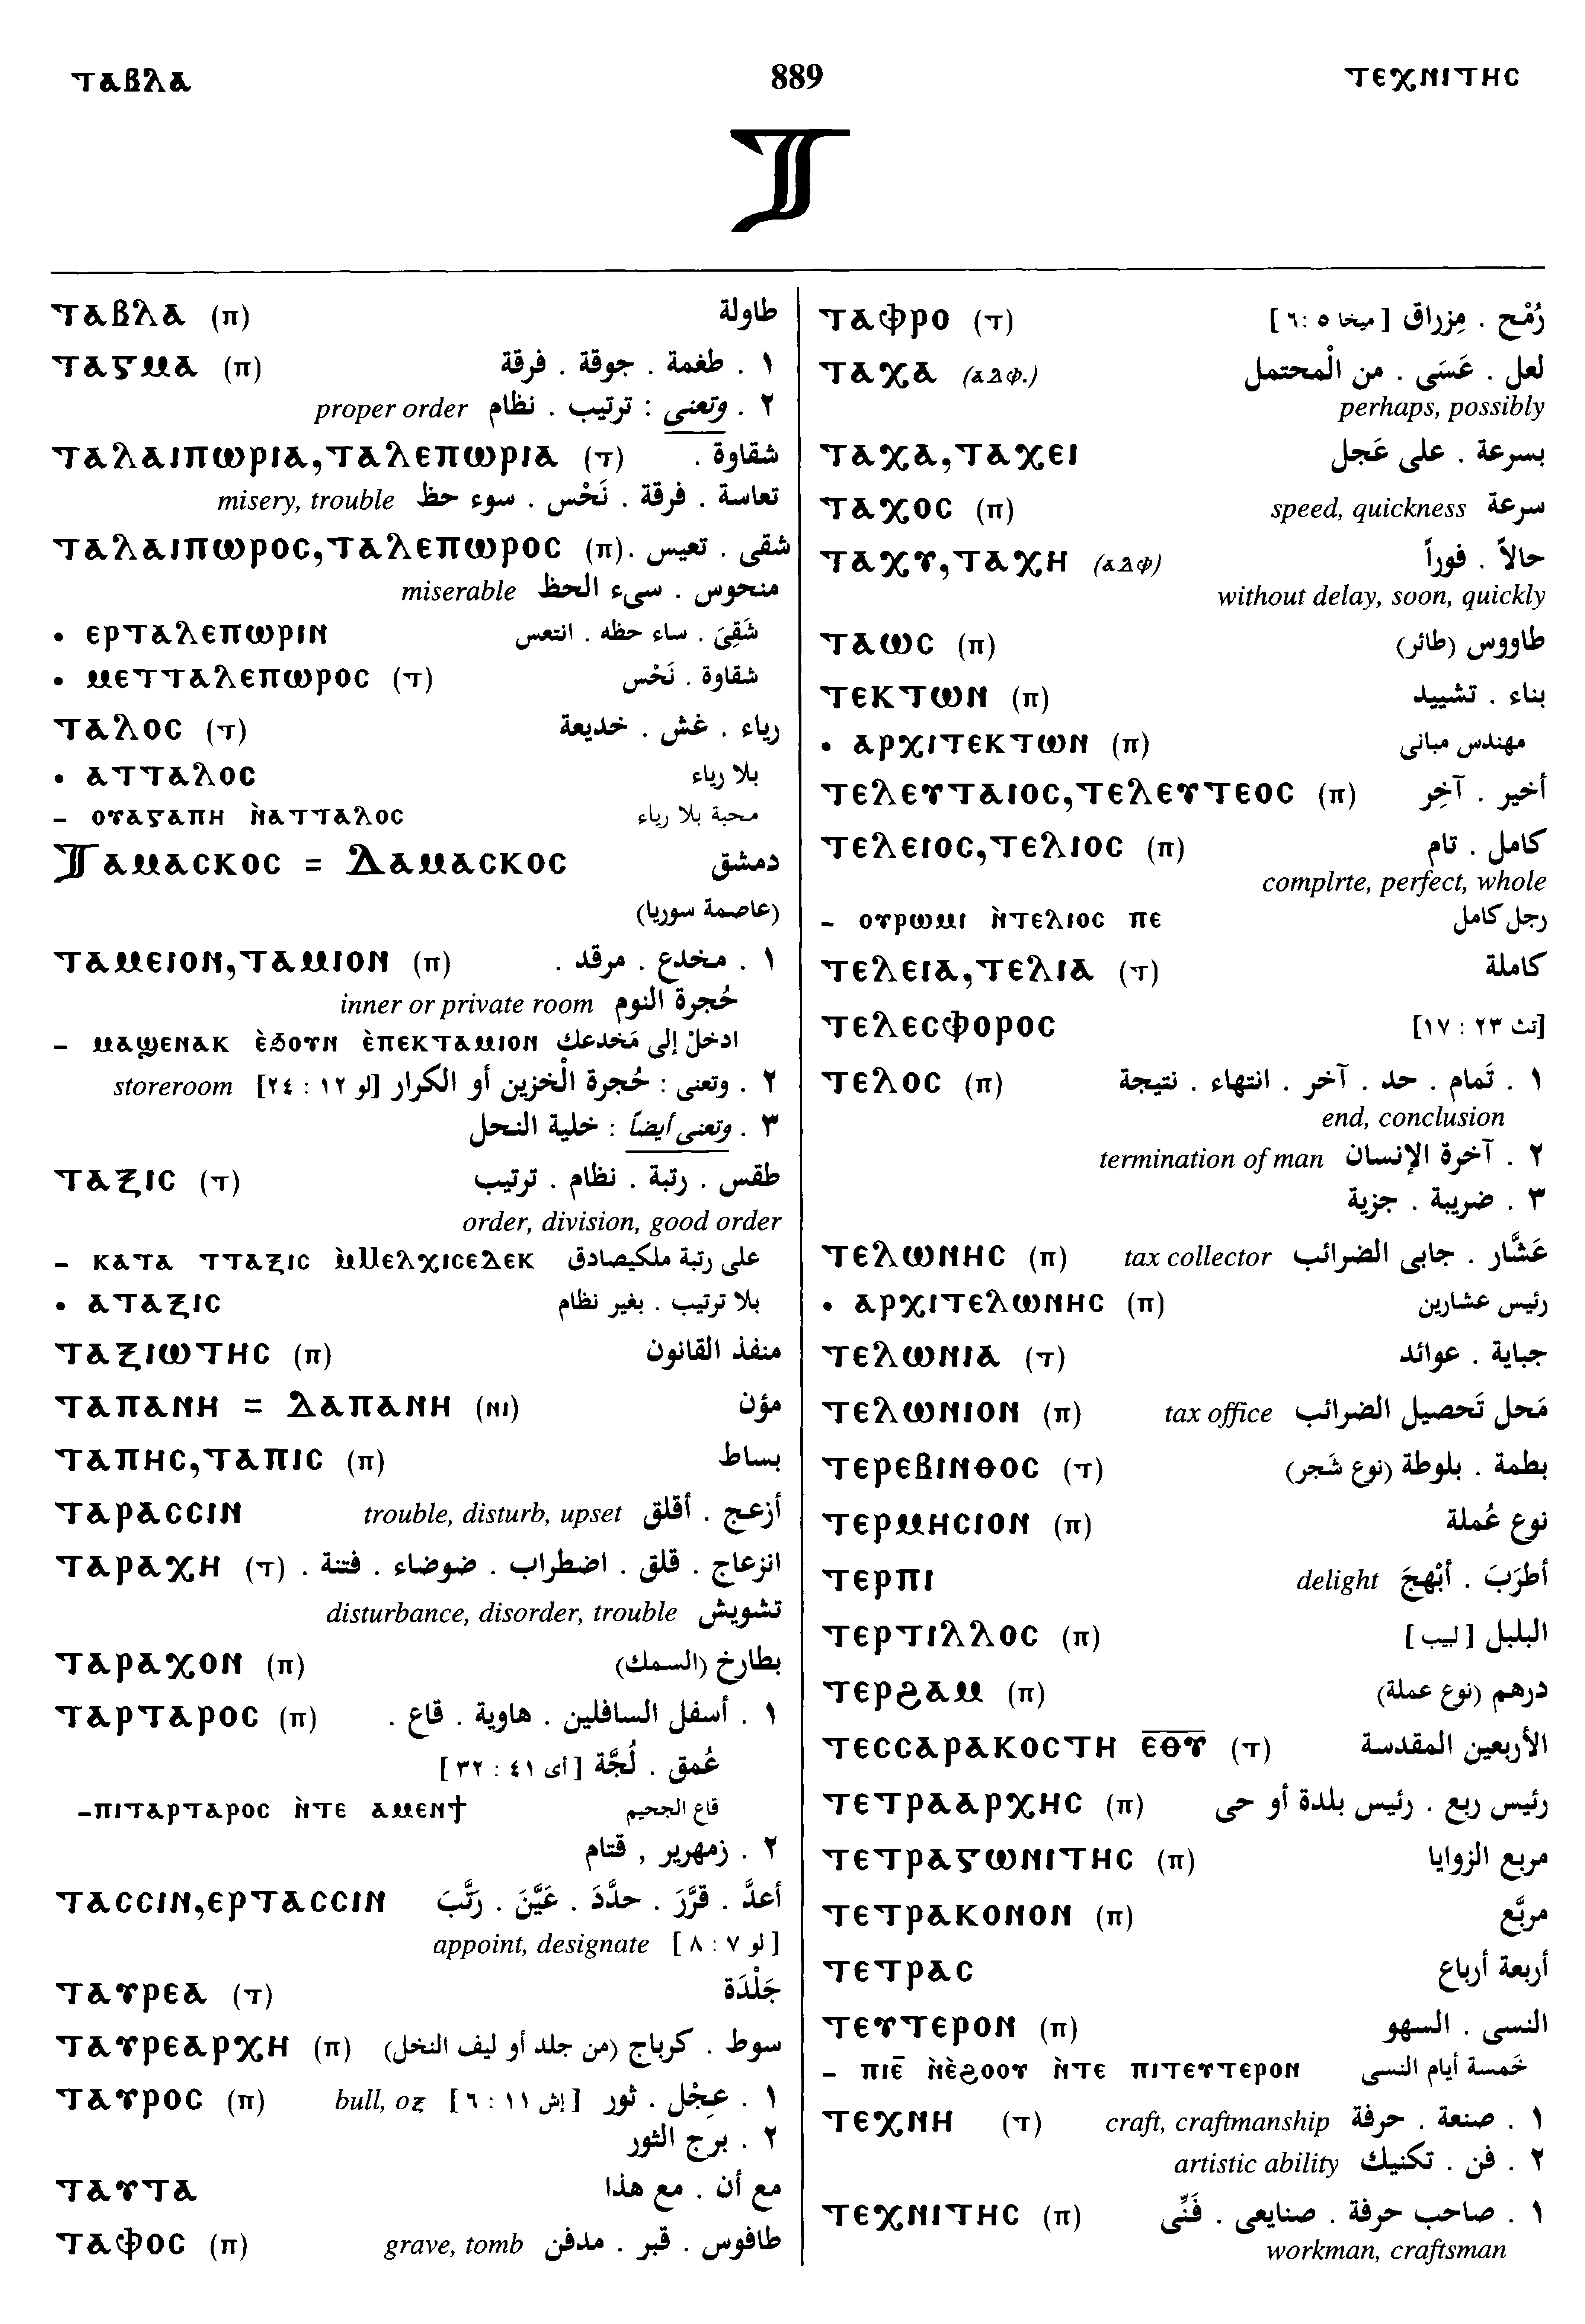 ⲧⲁⲃⲗⲁ 889 ⲧⲉⲭⲛⲓⲧⲏⲥ
Ⲧ
ⲧⲁⲃⲗⲁ (ⲡ) طاولة
ⲧⲁⲅⲙⲁ (ⲡ) ١ . طغمة . جوقة . فرقة
٢ . وتعنى : ترتيب . نظام proper order
ⲧⲁⲗⲁⲓⲡⲱⲣⲓⲁ,ⲧⲁⲗⲉⲡⲱⲣⲓⲁ (ⲧ) شقاوة .
تعاسة . فرقة . نَحْس . سوء حظ misery, trouble
ⲧⲁⲗⲁⲓⲡⲱⲣⲟⲥ,ⲧⲁⲗⲉⲡⲱⲣⲟⲥ (ⲡ) شقى . تعيس .
منحوس . سىء الحظ miserable
• ⲉⲣⲧⲁⲗⲉⲡⲱⲣⲓⲛ شَقِىَ . ساء حظه . انتعس
• ⲙⲉⲧⲧⲁⲗⲉⲡⲱⲣⲟⲥ (ⲧ) شقاوة . نَحْس
ⲧⲁⲗⲟⲥ (ⲧ) رياء . غش . خديعة
• ⲁⲧⲧⲁⲗⲟⲥ بلا رياء
– ⲟⲩⲁⲅⲁⲡⲏ ⲛ̀ⲁⲧⲧⲁⲗⲟⲥ محبة بلا رياء
Ⲧⲁⲙⲁⲥⲕⲟⲥ = Ⲇⲁⲙⲁⲥⲕⲟⲥ دمشق
(عاصمة سوريا)
ⲧⲁⲙⲉⲓⲟⲛ,ⲧⲁⲙⲓⲟⲛ (ⲡ) ١ . مخدع . مرقد .
حُجرة النوم inner or private room
– ⲙⲁϣⲉⲛⲁⲕ ⲉ̀ϧⲟⲩⲛ ⲉ̀ⲡⲉⲕⲧⲁⲙⲓⲟⲛ ادخلْ إلى مَخدعك
٢ . وتعنى : حُجرة الْخزين أو الكرار [لو ١٢ : ٢٤] storeroom
٣ . وتعنى أيضاً : خلية النحل
ⲧⲁⲝⲓⲥ (ⲧ) طقس . رتبة . نظام . ترتيب
order, division, good order
– ⲕⲁⲧⲁ ⲧⲧⲁⲝⲓⲥ ⲙ̀Ⲙⲉⲗⲭⲓⲥⲉⲇⲉⲕ على رتبة ملكيصادق
• ⲁⲧⲁⲝⲓⲥ بلا ترتيب . بغير نظام
ⲧⲁⲝⲓⲱⲧⲏⲥ (ⲡ) منفذ القانون
ⲧⲁⲡⲁⲛⲏ = ⲇⲁⲡⲁⲛⲏ (ⲛⲓ) مؤن
ⲧⲁⲡⲏⲥ,ⲧⲁⲡⲓⲥ (ⲡ) بساط
ⲧⲁⲣⲁⲥⲥⲓⲛ أزعج . أقلق trouble, disturb, upset
ⲧⲁⲣⲁⲭⲏ (ⲧ) انزعاج . قلق . اضطراب . ضوضاء . فتنة .
تشويش disturbance, disorder, trouble
ⲧⲁⲣⲁⲭⲟⲛ (ⲡ) بطارخ (السمك)
ⲧⲁⲣⲧⲁⲣⲟⲥ (ⲡ) ١ . أسفل السافلين . هاوية . قاع .
عُمق . لُجَّة [ أى ٤١ : ٣٢ ]
–ⲡⲓⲧⲁⲣⲧⲁⲣⲟⲥ ⲛ̀ⲧⲉ ⲁⲙⲉⲛϯ قاع الجحيم
٢ . زمهرير , قتام
ⲧⲁⲥⲥⲓⲛ,ⲉⲣⲧⲁⲥⲥⲓⲛ أعدَّ . قرَّرَ . حدَّدَ . عَيَّنَ . رَتَّبَ
[ لو ٧ : ٨ ] appoint, designate
ⲧⲁⲩⲣⲉⲁ (ⲧ) جَلْدَة
ⲧⲁⲩⲣⲉⲁⲣⲭⲏ (ⲡ) سوط . كرباج (من جلد أو ليف النخل)
ⲧⲁⲩⲣⲟⲥ (ⲡ) ١ . عِجْل . ثور [إش ١١ : ٦ ] bull, oⲝ
٢ . برج الثور
ⲧⲁⲩⲧⲁ مع أن . مع هذا
ⲧⲁⲫⲟⲥ (ⲡ) طافوس . قبر . مدفن grave, tomb
ⲧⲁⲫⲣⲟ (ⲧ) رُمْح . مِزراق [ ميخا ٥ :٦ ]
ⲧⲁⲭⲁ (ⲁⲇⲫ.) لعل . عَسَى . من الْمحتمل
perhaps, possibly
ⲧⲁⲭⲁ,ⲧⲁⲭⲉⲓ بسرعة . على عَجل
ⲧⲁⲭⲟⲥ (ⲡ) سرعة speed, quickness
ⲧⲁⲭⲩ,ⲧⲁⲭⲏ (ⲁⲇⲫ) حالاً . فوراً
without delay, soon, quickly
ⲧⲁⲱⲥ (ⲡ) طاووس (طائر)
ⲧⲉⲕⲧⲱⲛ (ⲡ) بناء . تشييد
• ⲁⲣⲭⲓⲧⲉⲕⲧⲱⲛ (ⲡ) مهندس مبانى
ⲧⲉⲗⲉⲩⲧⲁⲓⲟⲥ,ⲧⲉⲗⲉⲩⲧⲉⲟⲥ (ⲡ) أخير . آخِر
ⲧⲉⲗⲉⲓⲟⲥ,ⲧⲉⲗⲓⲟⲥ (ⲡ) كامل . تام
complrte, perfect, whole
– ⲟⲩⲣⲱⲙⲓ ⲛ̀ⲧⲉⲗⲓⲟⲥ ⲡⲉ رجل كامل
ⲧⲉⲗⲉⲓⲁ,ⲧⲉⲗⲓⲁ (ⲧ) كاملة
ⲧⲉⲗⲉⲥⲫⲟⲣⲟⲥ [تث ٢٣ : ١٧]
ⲧⲉⲗⲟⲥ (ⲡ) ١ . تَمام . حد . آخر . انتهاء . نتيجة
end, conclusion
٢ . آخرة الإنسان termination of man
٣ . ضريبة . جزية
ⲧⲉⲗⲱⲛⲏⲥ (ⲡ) عَشَّار . جابى الضرائب tax collector
• ⲁⲣⲭⲓⲧⲉⲗⲱⲛⲏⲥ (ⲡ) رئيس عشارين
ⲧⲉⲗⲱⲛⲓⲁ (ⲧ) جباية . عوائد
ⲧⲉⲗⲱⲛⲓⲟⲛ (ⲡ) مَحل تَحصيل الضرائب tax office
ⲧⲉⲣⲉⲃⲓⲛⲑⲟⲥ (ⲧ) بطمة . بلوطة (نوع شَجر)
ⲧⲉⲣⲙⲏⲥⲓⲟⲛ (ⲡ) نوع عُملة
ⲧⲉⲣⲡⲓ أطرَبَ . أبْهجَ delight
ⲧⲉⲣⲧⲓⲗⲗⲟⲥ (ⲡ) البلبل [ لبيب ]
ⲧⲉⲣϩⲁⲙ (ⲡ) درهم (نوع عملة)
ⲧⲉⲥⲥⲁⲣⲁⲕⲟⲥⲧⲏ ⲉ̅ⲑ̅ⲩ̅ (ⲧ) الأربعين المقدسة
ⲧⲉⲧⲣⲁⲁⲣⲭⲏⲥ (ⲡ) رئيس ربع . رئيس بلدة أو حى
ⲧⲉⲧⲣⲁⲅⲱⲛⲓⲧⲏⲥ (ⲡ) مربع الزوايا
ⲧⲉⲧⲣⲁⲕⲟⲛⲟⲛ (ⲡ) مربَّع
ⲧⲉⲧⲣⲁⲥ أربعة أرباع
ⲧⲉⲩⲧⲉⲣⲟⲛ (ⲡ) النسى . السهو
– ⲡⲓⲉ̅ ⲛ̀ⲉ̀ϩⲟⲟⲩ ⲛ̀ⲧⲉ ⲡⲓⲧⲉⲩⲧⲉⲣⲟⲛ خَمسة أيام النسى
ⲧⲉⲭⲛⲏ (ⲧ) ١ . صنعة . حرفة craft, craftmanship
٢ . فن . تكنيك artistic ability
ⲧⲉⲭⲛⲓⲧⲏⲥ (ⲡ) ١ . صاحب حرفة . صنايعى . فَنِّى
workman, craftsman